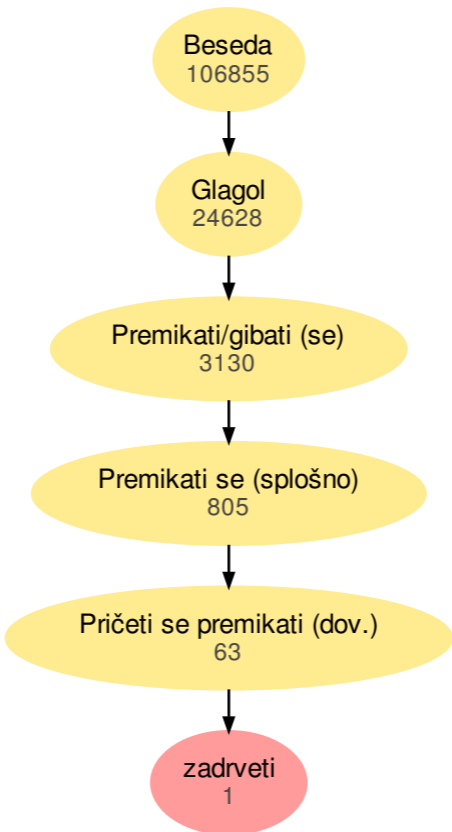 Beseda
106855
Glagol
24628
Premikati/gibati (se)
3130
Premikati se (splošno)
805
Pričeti se premikati (dov.)
63
zadrveti
1